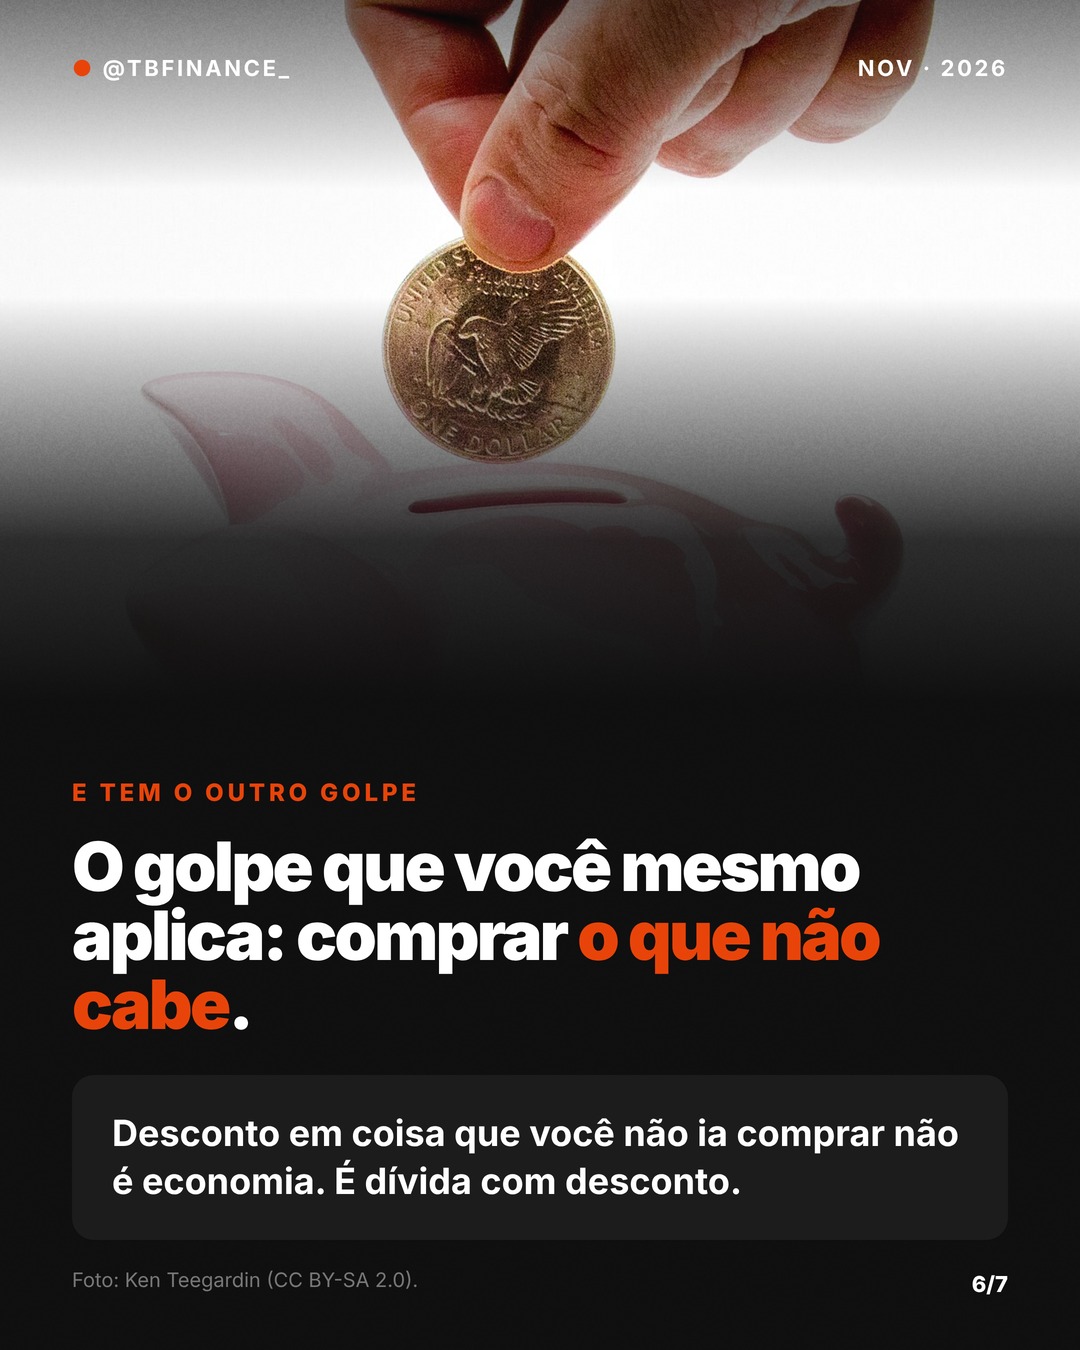 @TBFINANCE_
NOV · 2026
UNITED STATES OF AMERICA
E PLURIBUS UNUM
ONE DOLLAR
E TEM O OUTRO GOLPE
O golpe que você mesmo
aplica: comprar o que não
cabe.
Desconto em coisa que você não ia comprar não
é economia. É dívida com desconto.
Foto: Ken Teegardin (CC BY-SA 2.0).
6/7